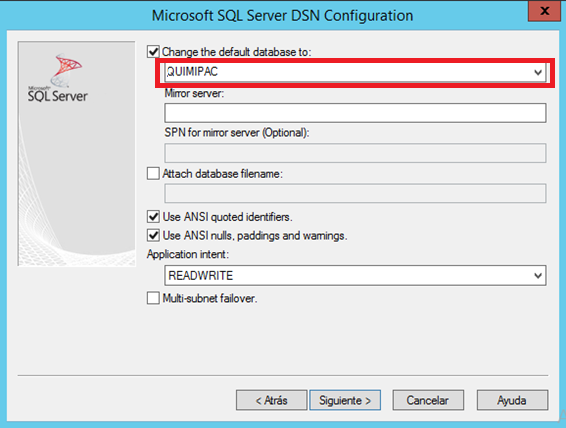 Microsoft SQL Server DSN Configuration
x
Microsoft
SQL Server
Change the default database to:
QUIMIPAC
Mirror server:
SPN for mirror server (Optional):
Attach database filename:
Use ANSI quoted identifiers.
Use ANSI nulls, paddings and warnings.
Application intent:
READWRITE
Multi-subnet failover.
< Atrás
Siguiente >
Cancelar
Ayuda